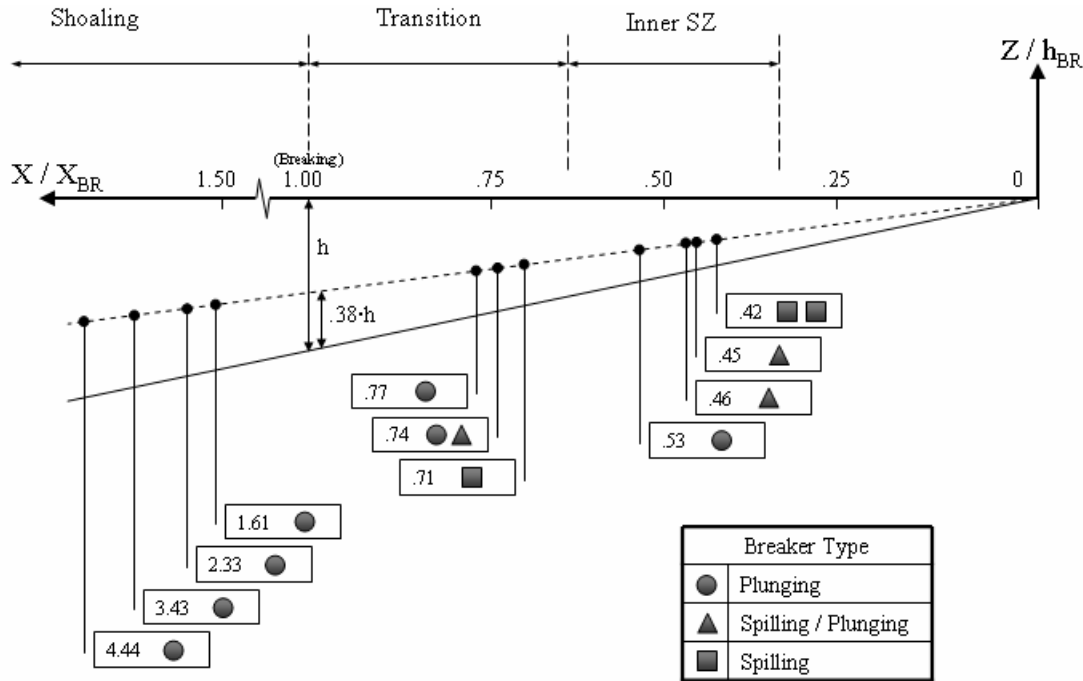 Shoaling
Transition
Inner SZ
Z / h_BR
(Breaking)
X / X_BR
1.50
1.00
.75
.50
.25
0
h
.38·h
.42
.45
.77
.46
.74
.53
.71
1.61
2.33
3.43
4.44
Breaker Type
Plunging
Spilling / Plunging
Spilling